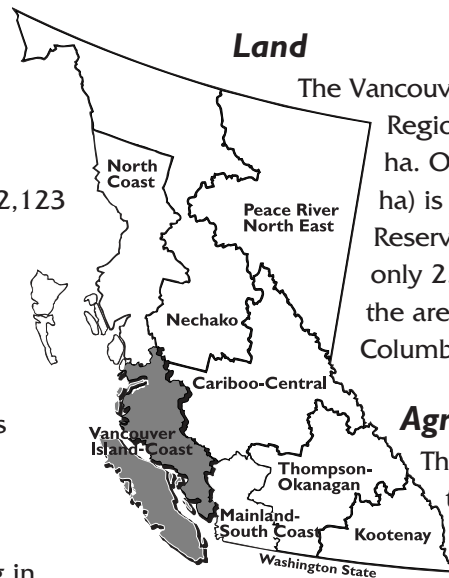 Land
The Vancouv
Regio
ha. O
2,123
ha) is
Reserv
only 2.
the are
Columb
North
Coast
Peace River
North East
Nechako
Cariboo-Central
s
Vancouver
Island-Coast
Agr
Th
t
Thompson-
Okanagan
Mainland-
South Coast
Kootenay
g in
Washington State